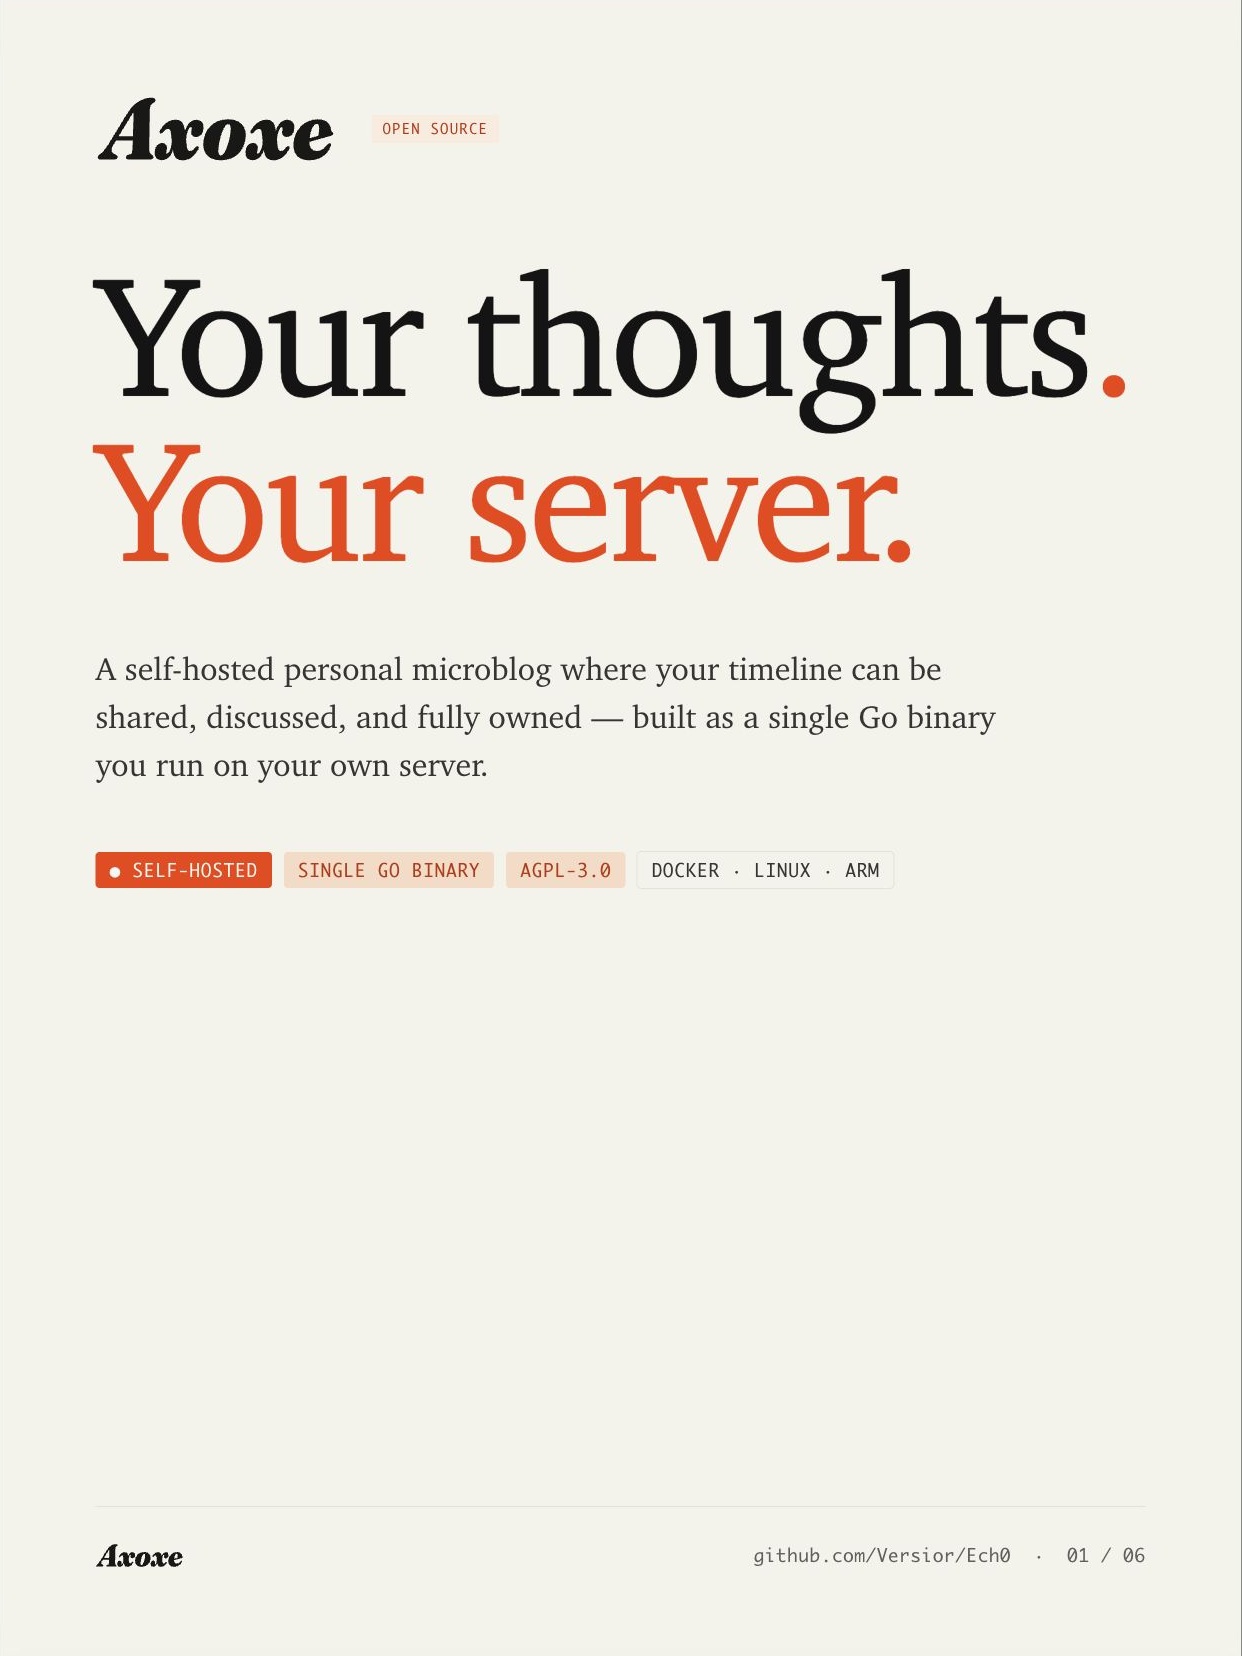 Axoxe
OPEN SOURCE
Your thoughts.
Your server.
A self-hosted personal microblog where your timeline can be
shared, discussed, and fully owned — built as a single Go binary
you run on your own server.
● SELF-HOSTED
SINGLE GO BINARY
AGPL-3.0
DOCKER · LINUX · ARM
Axoxe
github.com/Versior/Ech0 · 01 / 06